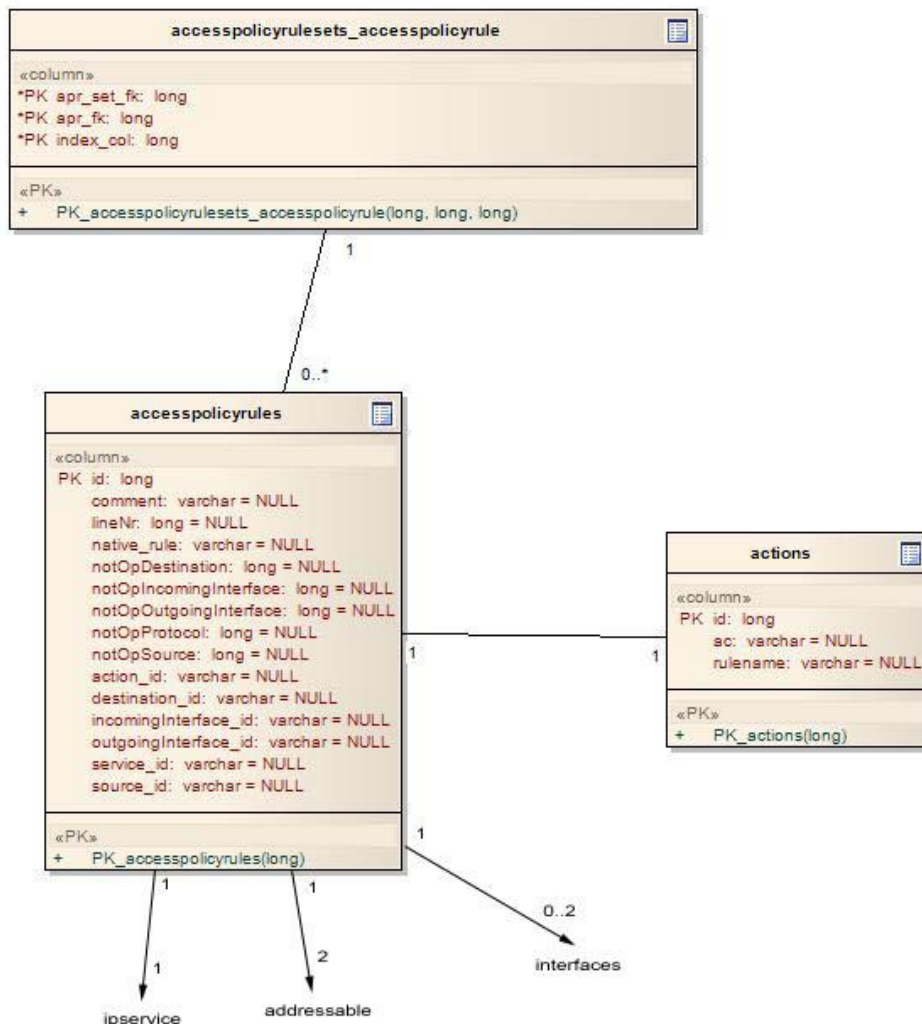 accesspolicyrulesets_accesspolicyrule
«column»
*PK apr_set_fk: long
*PK apr_fk: long
*PK index_col: long
«PK»
+ PK_accesspolicyrulesets_accesspolicyrule(long, long, long)
1
0..*
accesspolicyrules
«column»
PK id: long
comment: varchar = NULL
lineNr: long = NULL
native_rule: varchar = NULL
notOpDestination: long = NULL
notOpIncomingInterface: long = NULL
notOpOutgoingInterface: long = NULL
notOpProtocol: long = NULL
notOpSource: long = NULL
action_id: varchar = NULL
destination_id: varchar = NULL
incomingInterface_id: varchar = NULL
outgoingInterface_id: varchar = NULL
service_id: varchar = NULL
source_id: varchar = NULL
«PK»
+ PK_accesspolicyrules(long)
1
1
actions
«column»
PK id: long
ac: varchar = NULL
rulename: varchar = NULL
«PK»
+ PK_actions(long)
1
1
1
1
2
0..2
interfaces
addressable
ipservice